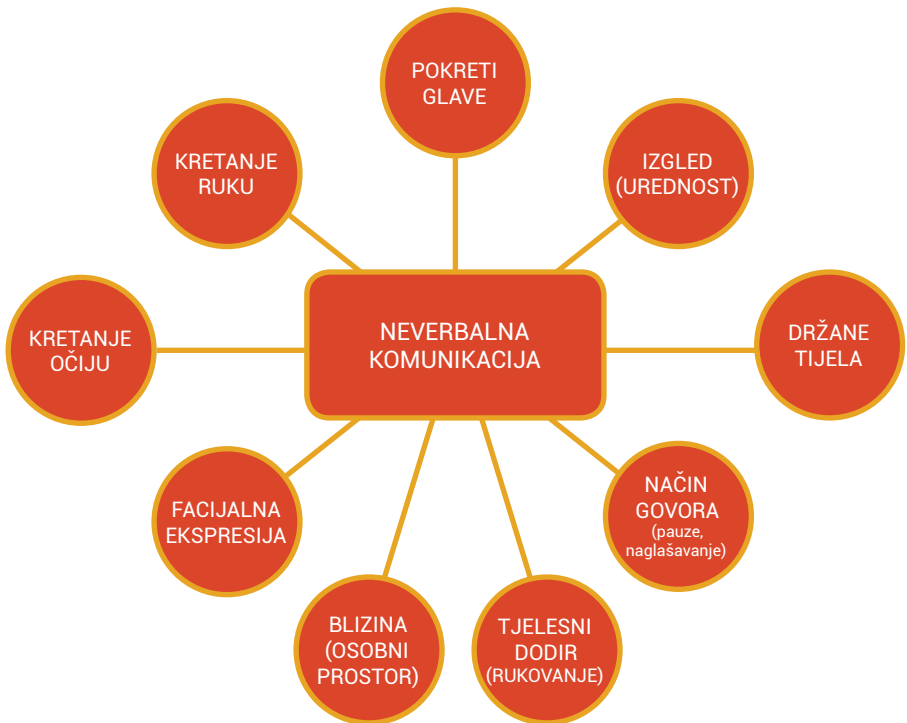 POKRETI
GLAVE
KRETANJE
RUKU
IZGLED
(UREDNOST)
KRETANJE
OČIJU
NEVERBALNA
KOMUNIKACIJA
DRŽANE
TIJELA
FACIJALNA
EKSPRESIJA
NAČIN
GOVORA
(pauze,
naglašavanje)
BLIZINA
(OSOBNI
PROSTOR)
TJELESNI
DODIR
(RUKOVANJE)